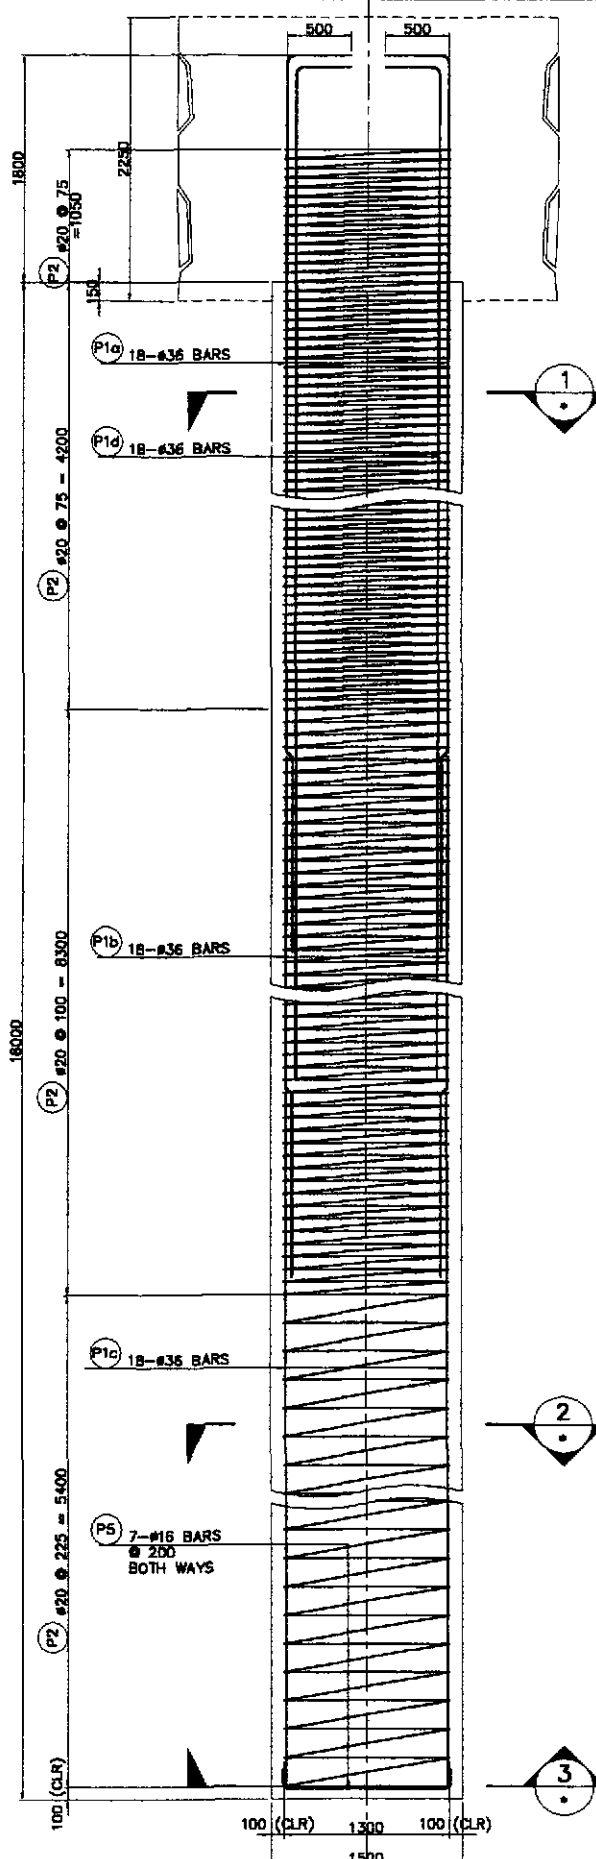 500 500
1800
2250
P2 ø20 @ 75
=1050
150
P1a 18-ø36 BARS
1
P1d 18-ø36 BARS
P2 ø20 @ 75 - 4200
P1b 18-ø36 BARS
P2 ø20 @ 100 - 8300
18000
P1c 18-ø36 BARS
2
P5 7-ø16 BARS
@ 200
BOTH WAYS
P2 ø20 @ 225 = 5400
3
100 (CLR)
100 (CLR) 1300 100 (CLR)
1500